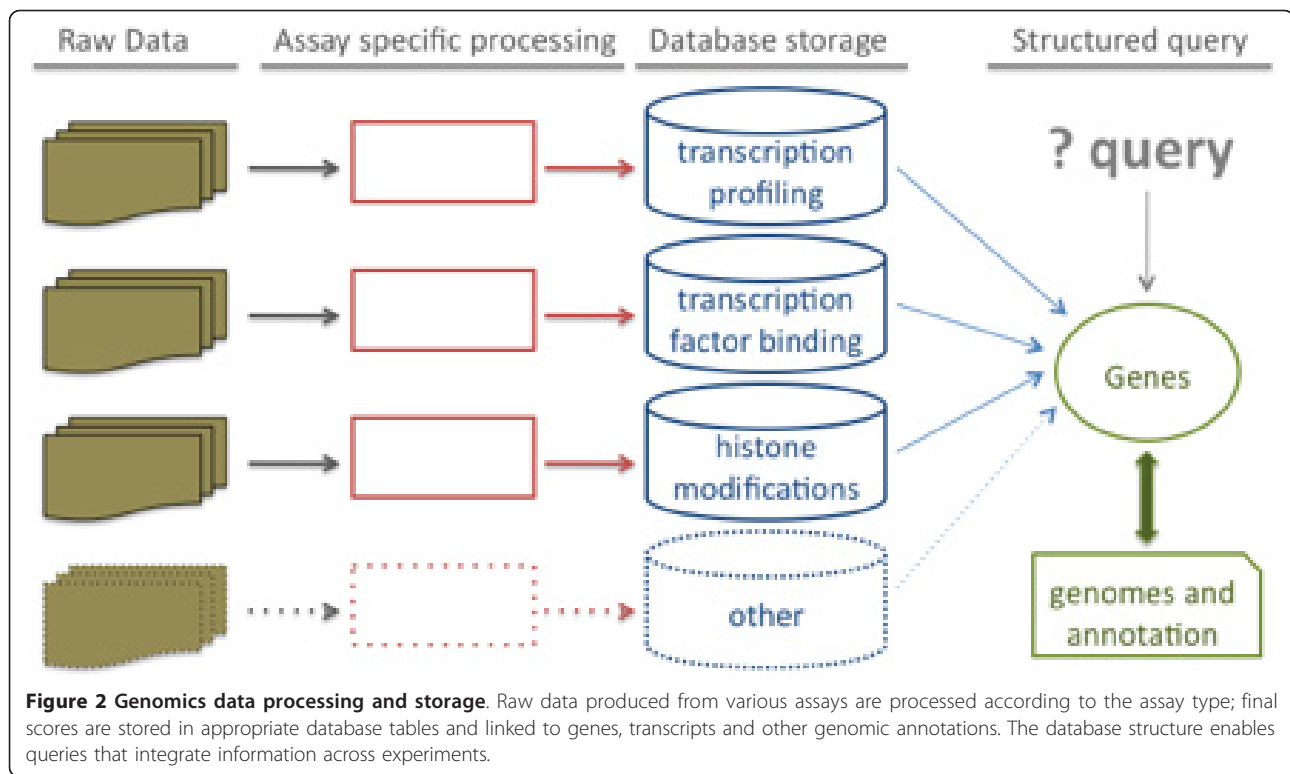 Raw Data
Assay specific processing
Database storage
Structured query
transcription
profiling
? query
transcription
factor binding
Genes
histone
modifications
other
genomes and
annotation
Figure 2 Genomics data processing and storage. Raw data produced from various assays are processed according to the assay type; final
scores are stored in appropriate database tables and linked to genes, transcripts and other genomic annotations. The database structure enables
queries that integrate information across experiments.